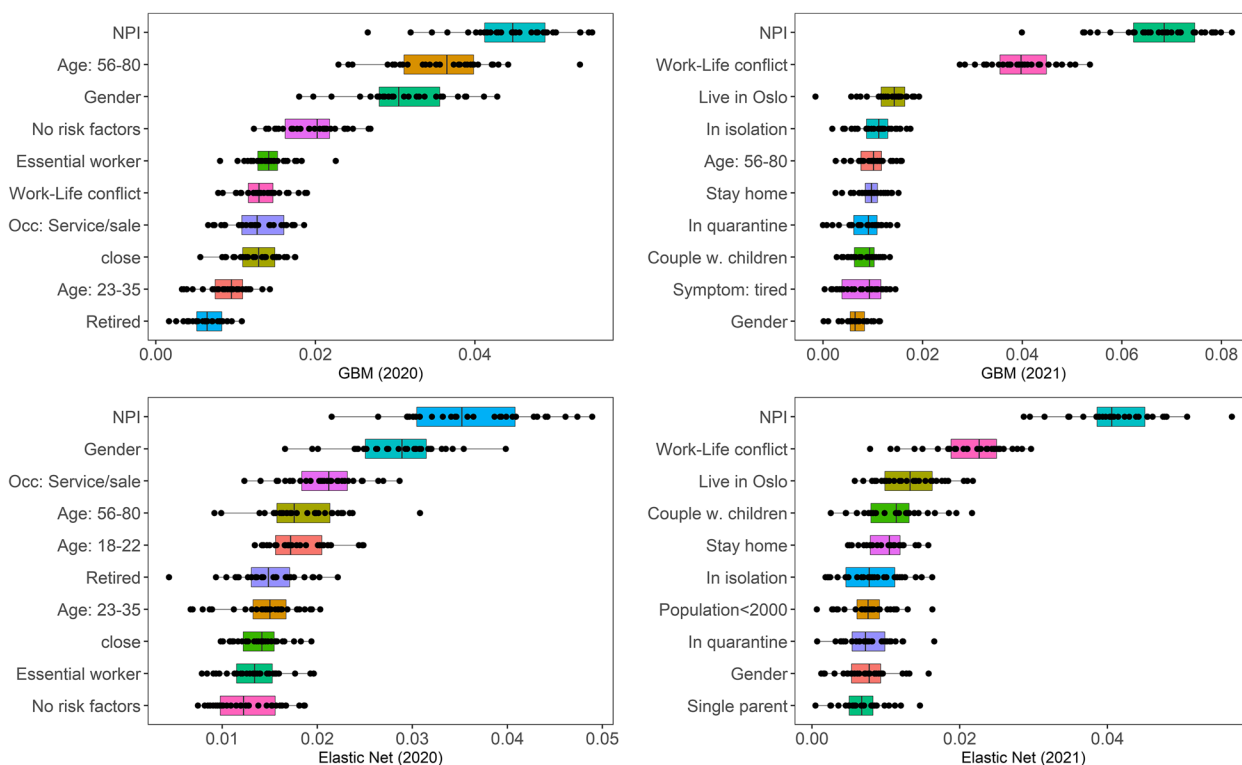 NPI
Age: 56-80
Gender
No risk factors
Essential worker
Work-Life conflict
Occ: Service/sale
close
Age: 23-35
Retired
0.00 0.02 0.04
GBM (2020)
NPI
Work-Life conflict
Live in Oslo
In isolation
Age: 56-80
Stay home
In quarantine
Couple w. children
Symptom: tired
Gender
0.00 0.02 0.04 0.06 0.08
GBM (2021)
NPI
Gender
Occ: Service/sale
Age: 56-80
Age: 18-22
Retired
Age: 23-35
close
Essential worker
No risk factors
0.01 0.02 0.03 0.04 0.05
Elastic Net (2020)
NPI
Work-Life conflict
Live in Oslo
Couple w. children
Stay home
In isolation
Population<2000
In quarantine
Gender
Single parent
0.00 0.02 0.04
Elastic Net (2021)